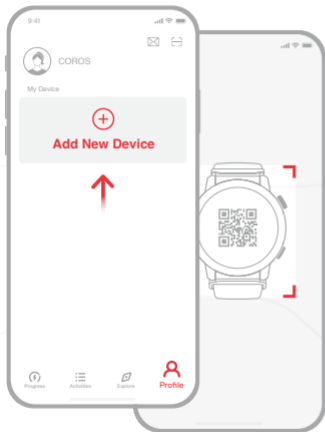 9:41
COROS
My Device
Add New Device
Progress
Activities
Explore
Profile